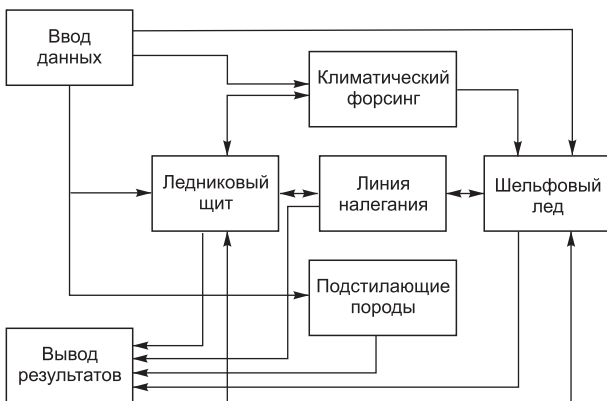 Ввод
данных
Климатический
форсинг
Ледниковый
щит
Линия
налегания
Шельфовый
лед
Подстилающие
породы
Вывод
результатов